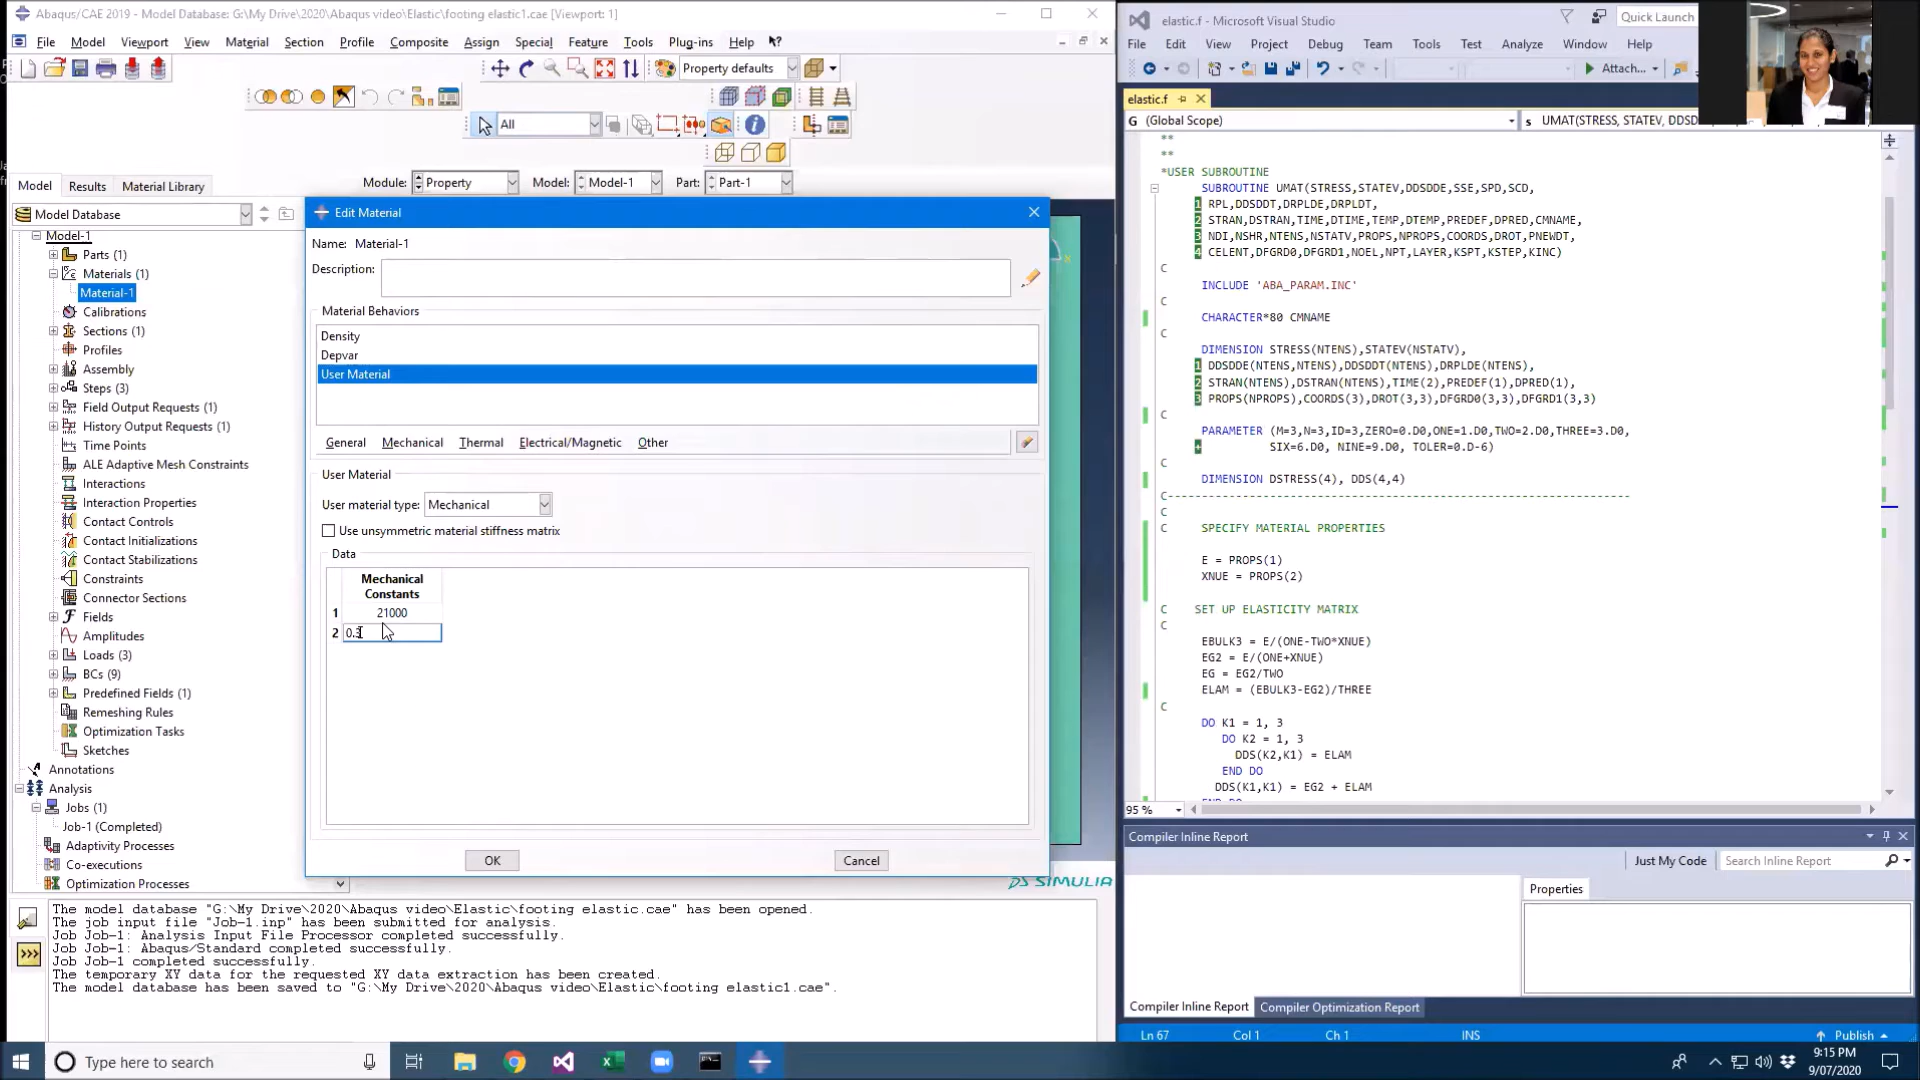 Abaqus/CAE 2019 - Model Database: G:\My Drive\2020\Abaqus video\Elastic\footing elastic1.cae [Viewport: 1]
File Model Viewport View Material Section Profile Composite Assign Special Feature Tools Plug-ins Help
Property defaults
All
Model Results Material Library
Module: Property Model: Model-1 Part: Part-1
Model Database
Model-1
Parts (1)
Materials (1)
Material-1
Calibrations
Sections (1)
Profiles
Assembly
Steps (3)
Field Output Requests (1)
History Output Requests (1)
Time Points
ALE Adaptive Mesh Constraints
Interactions
Interaction Properties
Contact Controls
Contact Initializations
Contact Stabilizations
Constraints
Connector Sections
Fields
Amplitudes
Loads (3)
BCs (9)
Predefined Fields (1)
Remeshing Rules
Optimization Tasks
Sketches
Annotations
Analysis
Jobs (1)
Job-1 (Completed)
Adaptivity Processes
Co-executions
Optimization Processes
Edit Material
Name: Material-1
Description:
Material Behaviors
Density
Depvar
User Material
General Mechanical Thermal Electrical/Magnetic Other
User Material
User material type: Mechanical
Use unsymmetric material stiffness matrix
Data
Mechanical
Constants
1 21000
2 0.3
OK Cancel
SIMULIA
The model database "G:\My Drive\2020\Abaqus video\Elastic\footing elastic.cae" has been opened.
The job input file "Job-1.inp" has been submitted for analysis.
Job Job-1: Analysis Input File Processor completed successfully.
Job Job-1: Abaqus/Standard completed successfully.
Job Job-1 completed successfully.
The temporary XY data for the requested XY data extraction has been created.
The model database has been saved to "G:\My Drive\2020\Abaqus video\Elastic\footing elastic1.cae".
elastic.f - Microsoft Visual Studio
Quick Launch
File Edit View Project Debug Team Tools Test Analyze Window Help
Attach...
elastic.f
(Global Scope)
UMAT(STRESS, STATEV, DDSD
**
**
*USER SUBROUTINE
SUBROUTINE UMAT(STRESS,STATEV,DDSDDE,SSE,SPD,SCD,
1 RPL,DDSDDT,DRPLDE,DRPLDT,
2 STRAN,DSTRAN,TIME,DTIME,TEMP,DTEMP,PREDEF,DPRED,CMNAME,
3 NDI,NSHR,NTENS,NSTATV,PROPS,NPROPS,COORDS,DROT,PNEWDT,
4 CELENT,DFGRD0,DFGRD1,NOEL,NPT,LAYER,KSPT,KSTEP,KINC)
C
INCLUDE 'ABA_PARAM.INC'
C
CHARACTER*80 CMNAME
C
DIMENSION STRESS(NTENS),STATEV(NSTATV),
1 DDSDDE(NTENS,NTENS),DDSDDT(NTENS),DRPLDE(NTENS),
2 STRAN(NTENS),DSTRAN(NTENS),TIME(2),PREDEF(1),DPRED(1),
3 PROPS(NPROPS),COORDS(3),DROT(3,3),DFGRD0(3,3),DFGRD1(3,3)
C
PARAMETER (M=3,N=3,ID=3,ZERO=0.D0,ONE=1.D0,TWO=2.D0,THREE=3.D0,
+ SIX=6.D0, NINE=9.D0, TOLER=0.D-6)
C
DIMENSION DSTRESS(4), DDS(4,4)
C--------------------------------------------------------------------
C
C SPECIFY MATERIAL PROPERTIES
E = PROPS(1)
XNUE = PROPS(2)
C SET UP ELASTICITY MATRIX
C
EBULK3 = E/(ONE-TWO*XNUE)
EG2 = E/(ONE+XNUE)
EG = EG2/TWO
ELAM = (EBULK3-EG2)/THREE
C
DO K1 = 1, 3
DO K2 = 1, 3
DDS(K2,K1) = ELAM
END DO
DDS(K1,K1) = EG2 + ELAM
95 %
Compiler Inline Report
Just My Code Search Inline Report
Properties
Compiler Inline Report Compiler Optimization Report
Ln 67 Col 1 Ch 1 INS Publish
Type here to search
9:15 PM
9/07/2020